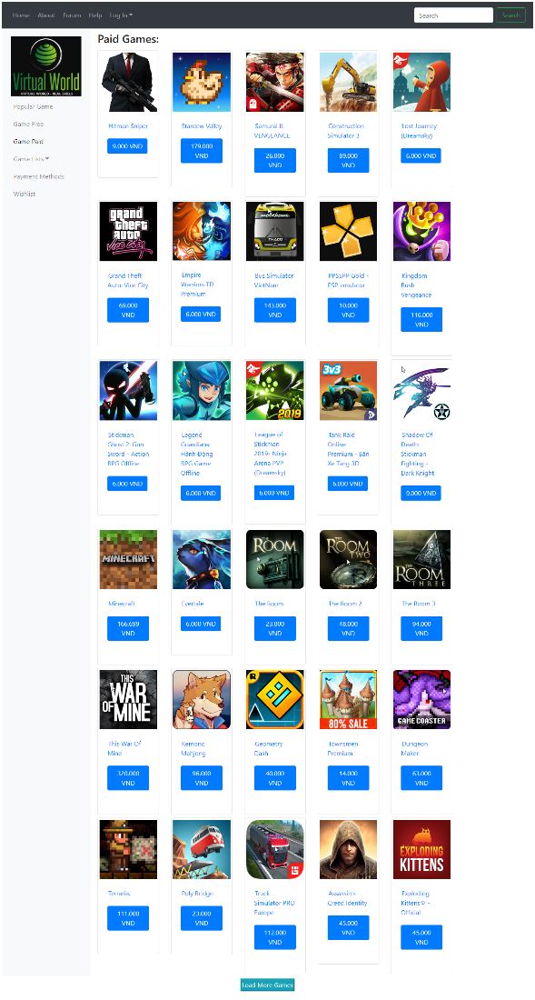 Home About Forum Help Log In Search Search
Virtual World
VIRTUAL WORLD - REAL SKILLS
Popular Game
Game Free
Game Paid
Game Lists
Payment Methods
Wishlist
Paid Games:
Hitman Sniper
9.000 VND
Stardew Valley
179.000
VND
Samurai II:
VENGEANCE
26.000
VND
Construction
Simulator 3
89.000
VND
Lost Journey
(Dreamsky)
6.000 VND
grand
theft
auto
Vice City
Grand Theft
Auto: Vice City
69.000
VND
Empire
Warriors TD
Premium
6.000 VND
THACO
Bus Simulator
VietNam
143.000
VND
PPSSPP Gold -
PSP emulator
10.000
VND
Kingdom
Rush
Vengeance
116.000
VND
Stickman
Ghost 2: Gun
Sword - Action
RPG Offline
6.000 VND
Legend
Guardians:
Hành Động
RPG Game
Offline
6.000 VND
2019
League of
Stickman
2019- Ninja
Arena PVP
(Dreamsky)
6.000 VND
3v3
Tank Raid
Online
Premium - Bắn
Xe Tang 3D
6.000 VND
Shadow Of
Death:
Stickman
Fighting -
Dark Knight
9.000 VND
MINECRAFT
Minecraft
166.699
VND
Evertale
6.000 VND
THE ROOM
The Room
23.000
VND
THE ROOM TWO
The Room 2
48.000
VND
THE
ROOM
THREE
The Room 3
94.000
VND
THIS
WAR
OF MINE
This War Of
Mine
320.000
VND
Kemono
Mahjong
96.000
VND
R
Geometry
Dash
40.000
VND
80% SALE
Townsmen
Premium
14.000
VND
GAME COASTER
Dungeon
Maker
63.000
VND
Terraria:
111.000
VND
Poly Bridge
23.000
VND
Truck
Simulator PRO
Europe
112.000
VND
Assassin's
Creed Identity
45.000
VND
EXPLODING
KITTENS
Exploding
Kittens® -
Official
45.000
VND
Load More Games